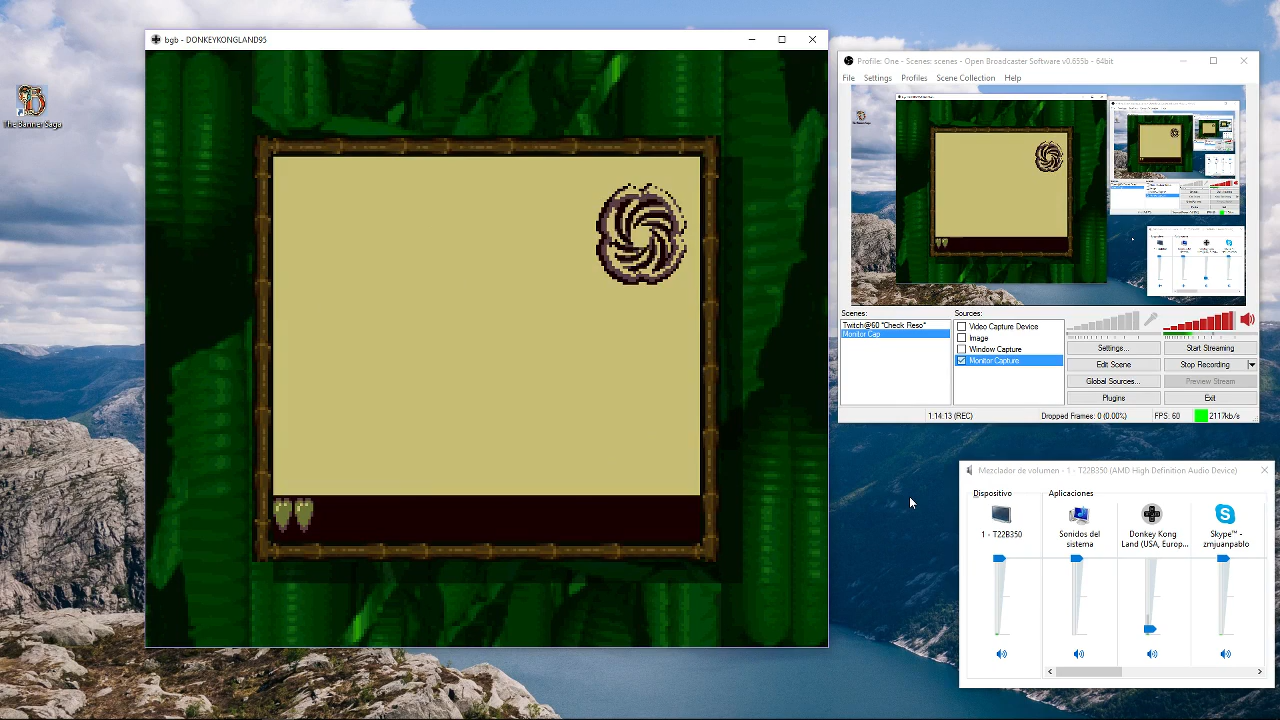 The Banner Saga
bgb - DONKEYKONGLAND95
Profile: One - Scenes: scenes - Open Broadcaster Software v0.655b - 64bit
File Settings Profiles Scene Collection Help
Scenes:
Twitch@60 "Check Reso"
Monitor Cap
Sources:
Video Capture Device
Image
Window Capture
Monitor Capture
Settings...
Start Streaming
Edit Scene
Stop Recording
Global Sources...
Preview Stream
Plugins
Exit
1:14:13 (REC)
Dropped Frames: 0 (0.00%)
FPS: 60
2117kb/s
Mezclador de volumen - 1 - T22B350 (AMD High Definition Audio Device)
Dispositivo
Aplicaciones
1 - T22B350
Sonidos del
sistema
Donkey Kong
Land (USA, Europ...
Skype™ -
zmjuanpablo